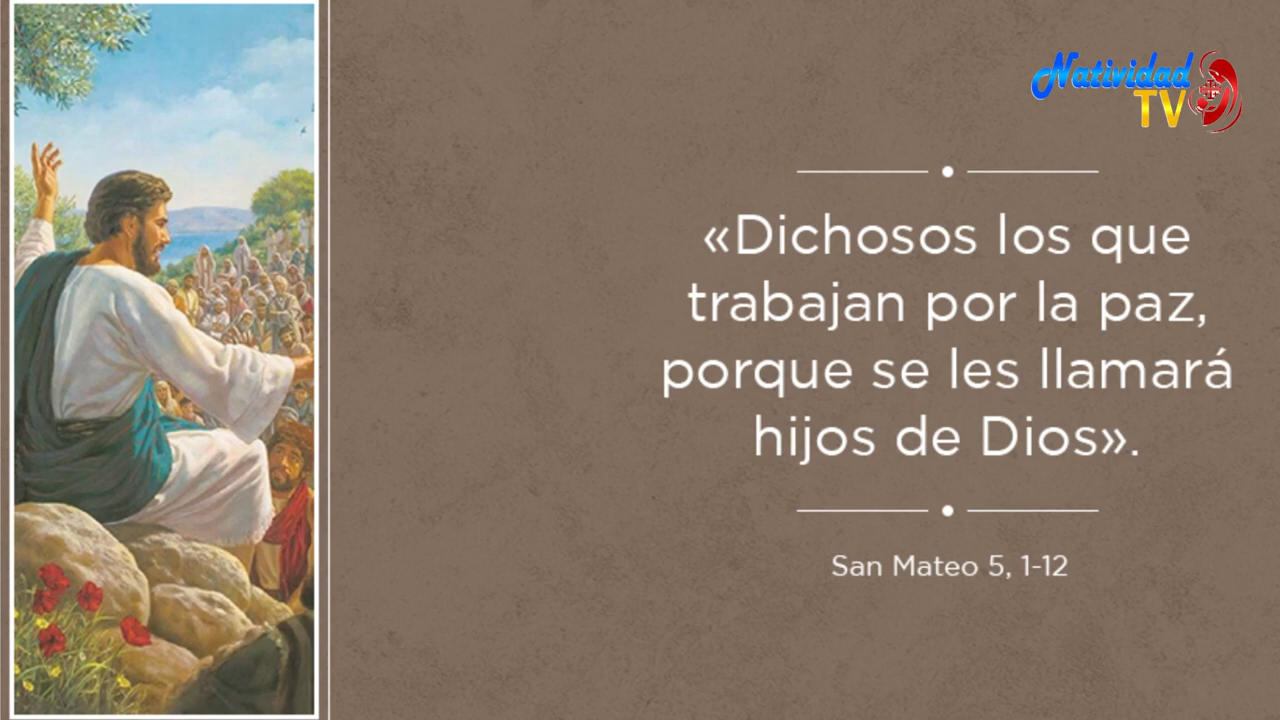 Natividad
TV
«Dichosos los que
trabajan por la paz,
porque se les llamará
hijos de Dios».
San Mateo 5, 1-12